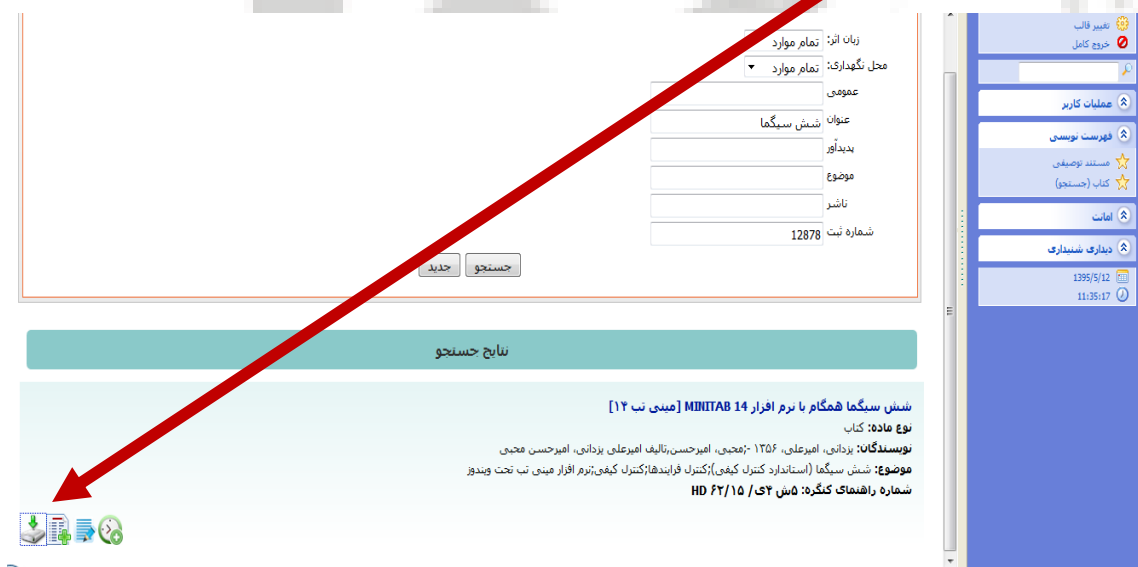 زبان اثر: تمام موارد
محل نگهداری: تمام موارد
عمومی
عنوان شش سیگما
پدیدآور
موضوع
ناشر
شماره ثبت 12878
جستجو جدید
نتایج جستجو
شش سیگما همگام با نرم افزار MINITAB 14 [مینی تب ۱۴]
نوع ماده: کتاب
نویسندگان: یزدانی، امیرعلی، ۱۳۵۶ -;محبی، امیرحسن,تالیف امیرعلی یزدانی، امیرحسن محبی
موضوع: شش سیگما (استاندارد کنترل کیفی);کنترل فرایندها;کنترل کیفی;نرم افزار مینی تب تحت ویندوز
شماره راهنمای کنگره: ۵ش ۴ی/ ۶۲/۱۵ HD
تغییر قالب
خروج کامل
عملیات کاربر
فهرست نویسی
مستند توصیفی
کتاب (جستجو)
امانت
دیداری شنیداری
1395/5/12
11:35:17